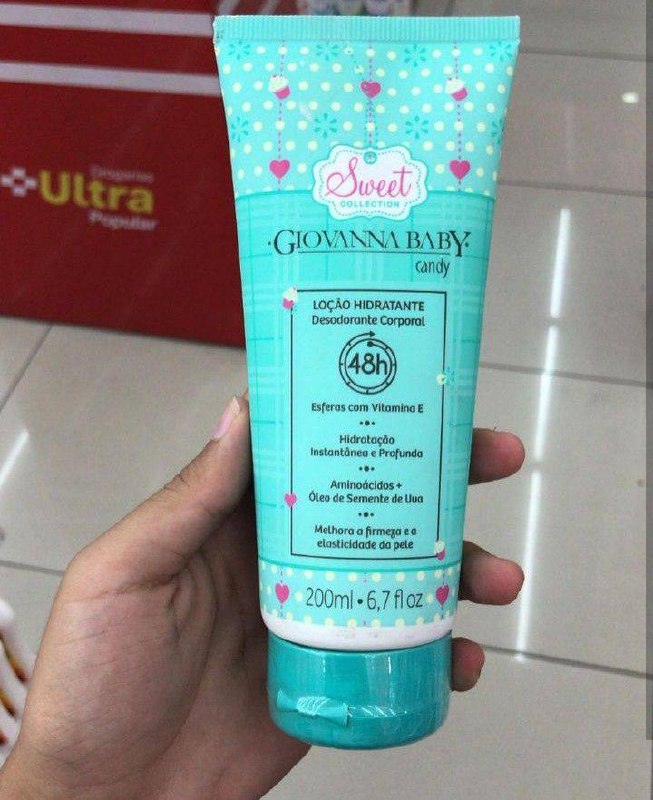 Drogarias
Ultra
Popular
Sweet
COLLECTION
·GIOVANNA BABY·
candy
LOÇÃO HIDRATANTE
Desodorante Corporal
48h
Esferas com Vitamina E
Hidratação
Instantânea e Profunda
Aminoácidos +
Óleo de Semente de Uva
Melhora a firmeza e a
elasticidade da pele
200ml • 6,7 fl oz